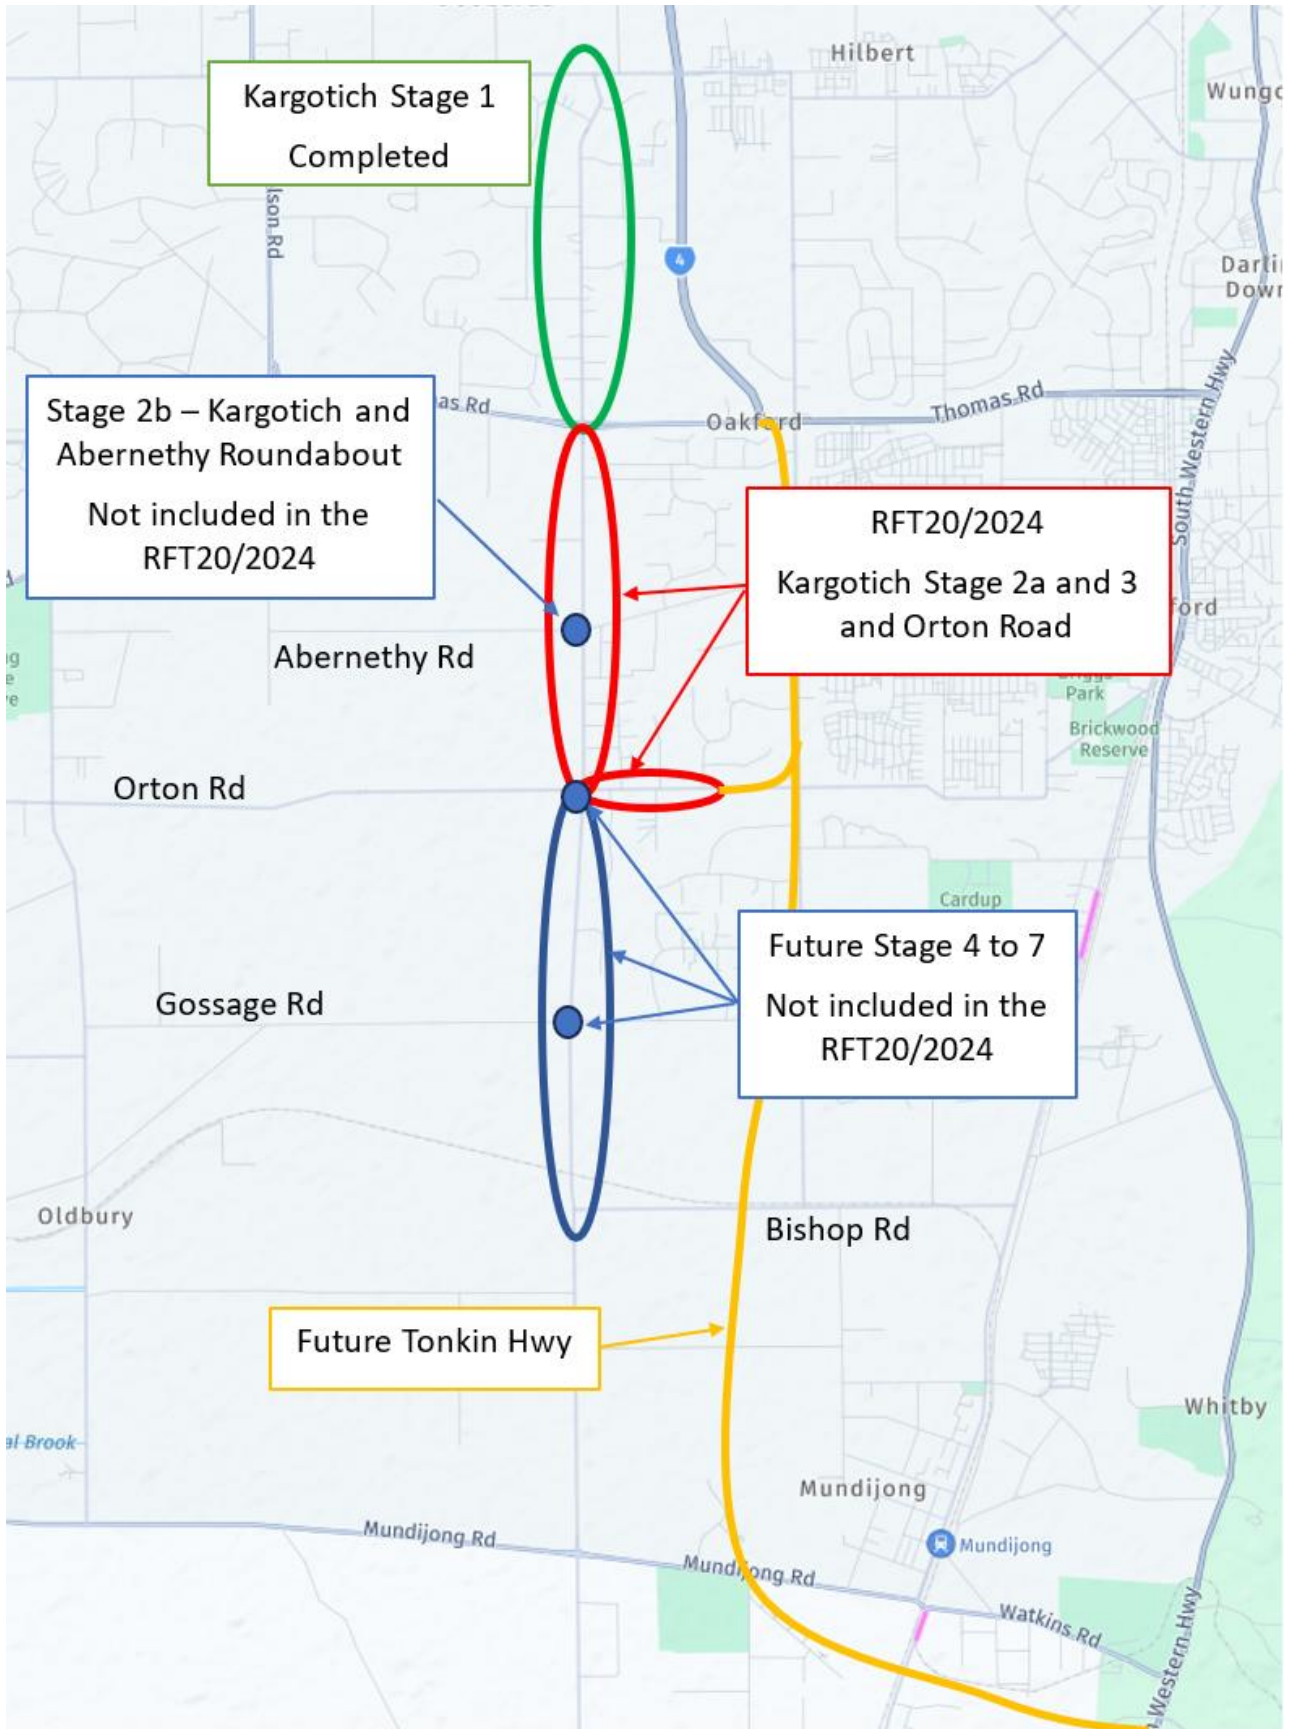 Hilbert
Kargotich Stage 1
Completed
lson Rd
4
Darli
Down
Stage 2b – Kargotich and
Abernethy Roundabout
Not included in the
RFT20/2024
as Rd
Oakford
Thomas Rd
South Western Hwy
RFT20/2024
Kargotich Stage 2a and 3
and Orton Road
ford
Abernethy Rd
Park
Brickwood
Reserve
Orton Rd
Cardup
Future Stage 4 to 7
Not included in the
RFT20/2024
Gossage Rd
Oldbury
Bishop Rd
Future Tonkin Hwy
Whitby
al Brook
Mundijong
Mundijong Rd
Mundijong
Mundijong Rd
Watkins Rd
Western Hwy